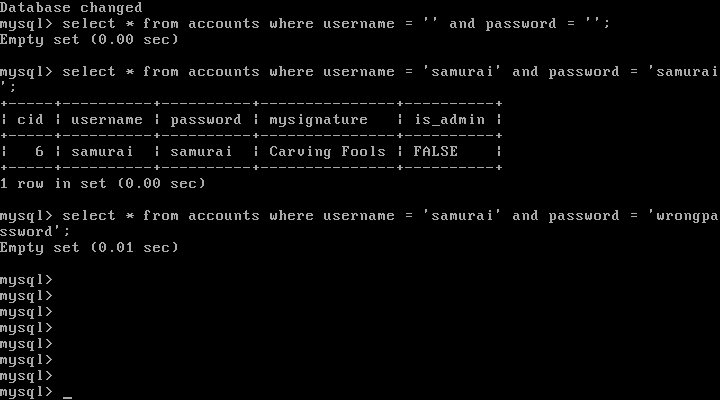 Database changed
mysql> select * from accounts where username = '' and password = '';
Empty set (0.00 sec)
mysql> select * from accounts where username = 'samurai' and password = 'samurai
';
+-----+----------+----------+---------------+----------+
| cid | username | password | mysignature   | is_admin |
+-----+----------+----------+---------------+----------+
|   6 | samurai  | samurai  | Carving Fools | FALSE    |
+-----+----------+----------+---------------+----------+
1 row in set (0.00 sec)
mysql> select * from accounts where username = 'samurai' and password = 'wrongpa
ssword';
Empty set (0.01 sec)
mysql>
mysql>
mysql>
mysql>
mysql>
mysql>
mysql>
mysql> _